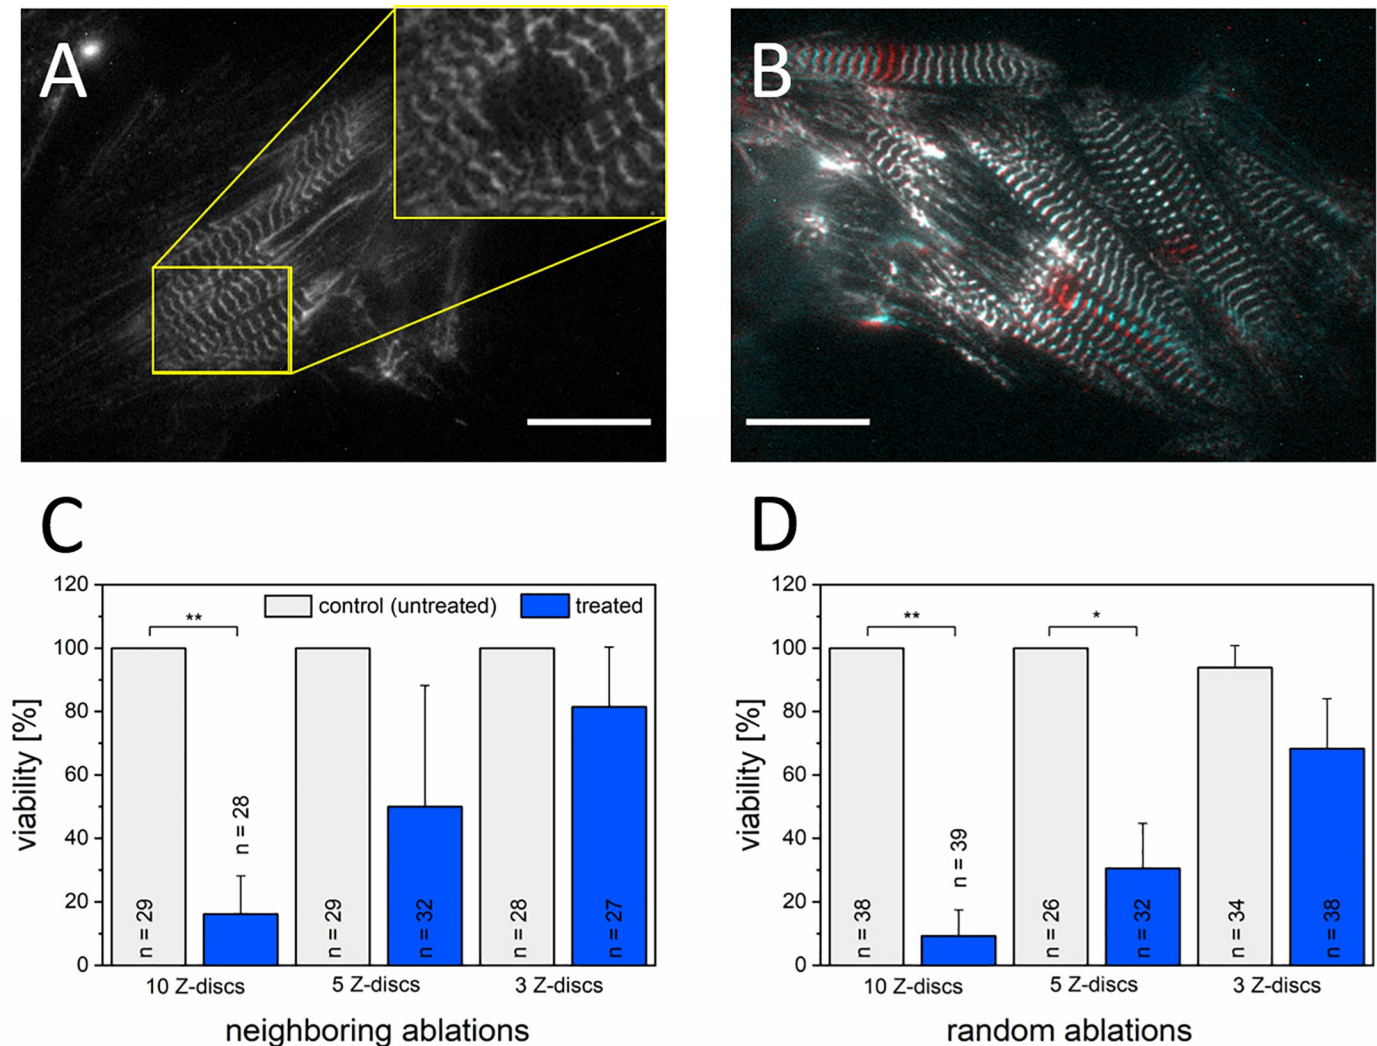 A
B
C
120
100
80
60
40
20
0
viability [%]
control (untreated)
treated
**
n = 29
n = 28
n = 29
n = 32
n = 28
n = 27
10 Z-discs
5 Z-discs
3 Z-discs
neighboring ablations
D
120
100
80
60
40
20
0
viability [%]
**
*
n = 38
n = 39
n = 26
n = 32
n = 34
n = 38
10 Z-discs
5 Z-discs
3 Z-discs
random ablations